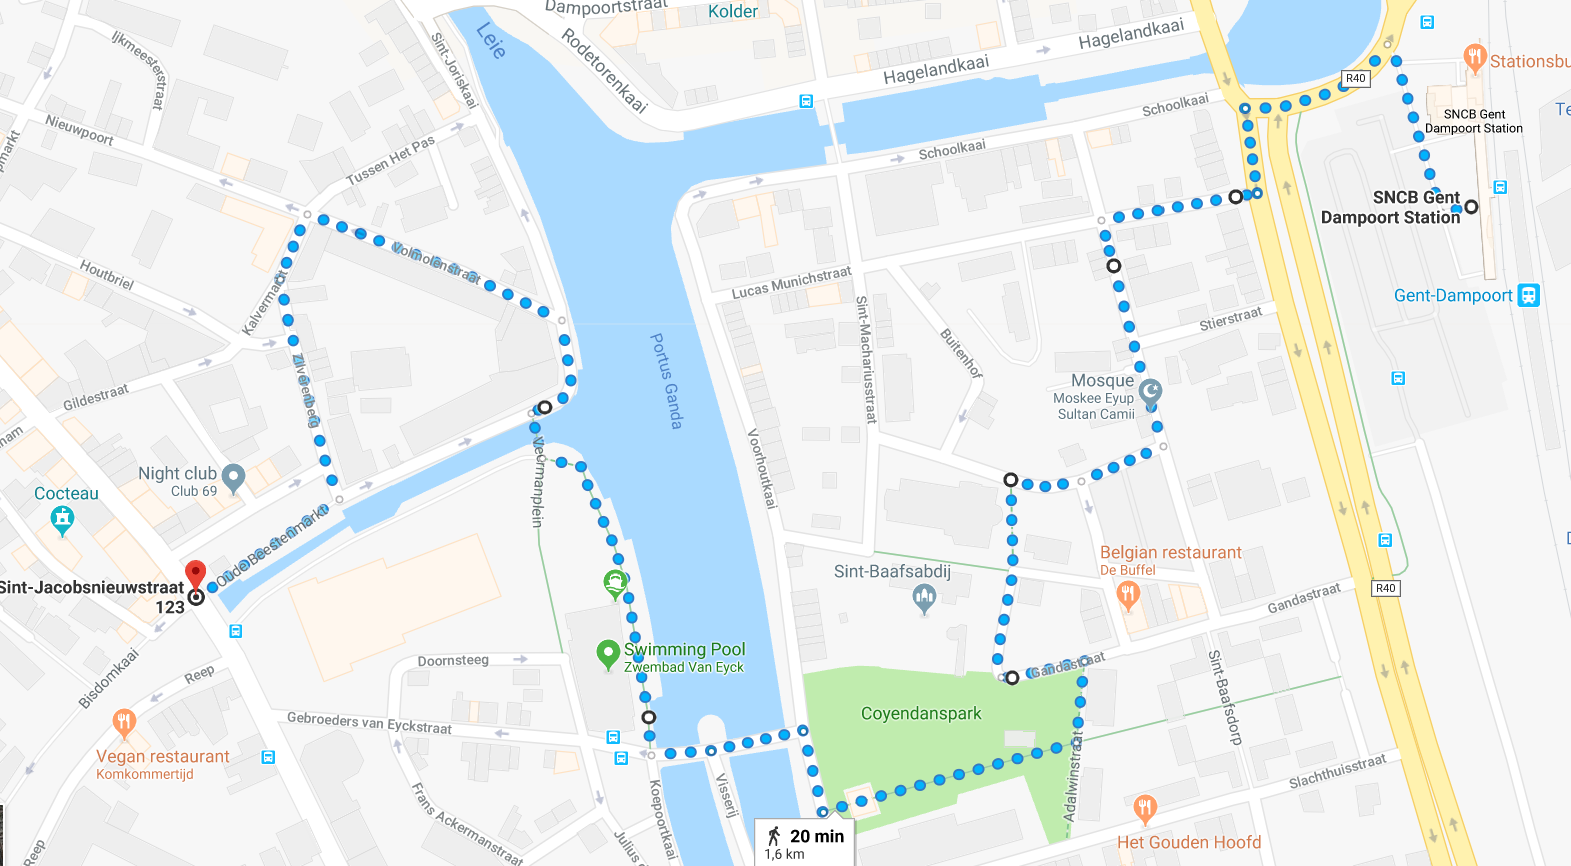 Dampoortstraat
Kolder
Leie
Rodetorenkaai
Hagelandkaai
Hagelandkaai
Sint-Joriskaai
Ijkmeesterstraat
R40
Stationsbu
SNCB Gent
Dampoort Station
Te
Schoolkaai
Schoolkaai
Nieuwpoort
Tussen Het Pas
SNCB Gent
Dampoort Station
Volmolenstraat
Houtbriel
Kalvermarkt
Lucas Munichstraat
Gent-Dampoort
Stierstraat
Portus Ganda
Sint-Machariusstraat
Buitenhof
Zilverenberg
Gildestraat
Mosque
Moskee Eyup
Sultan Camii
Voorhoutkaai
Veermanplein
Night club
Club 69
Cocteau
Oude Beestenmarkt
Belgian restaurant
De Buffel
Sint-Baafsabdij
Sint-Jacobsnieuwstraat
123
R40
Gandastraat
Gandastraat
Swimming Pool
Zwembad Van Eyck
Doornsteeg
Bisdomkaai
Reep
Sint-Baafsdorp
Coyendanspark
Gebroeders van Eyckstraat
Vegan restaurant
Komkommertijd
Adalwinstraat
Slachthuisstraat
Visserij
Koepoortkaai
Frans Ackermanstraat
Julius
Reep
20 min
1,6 km
Het Gouden Hoofd